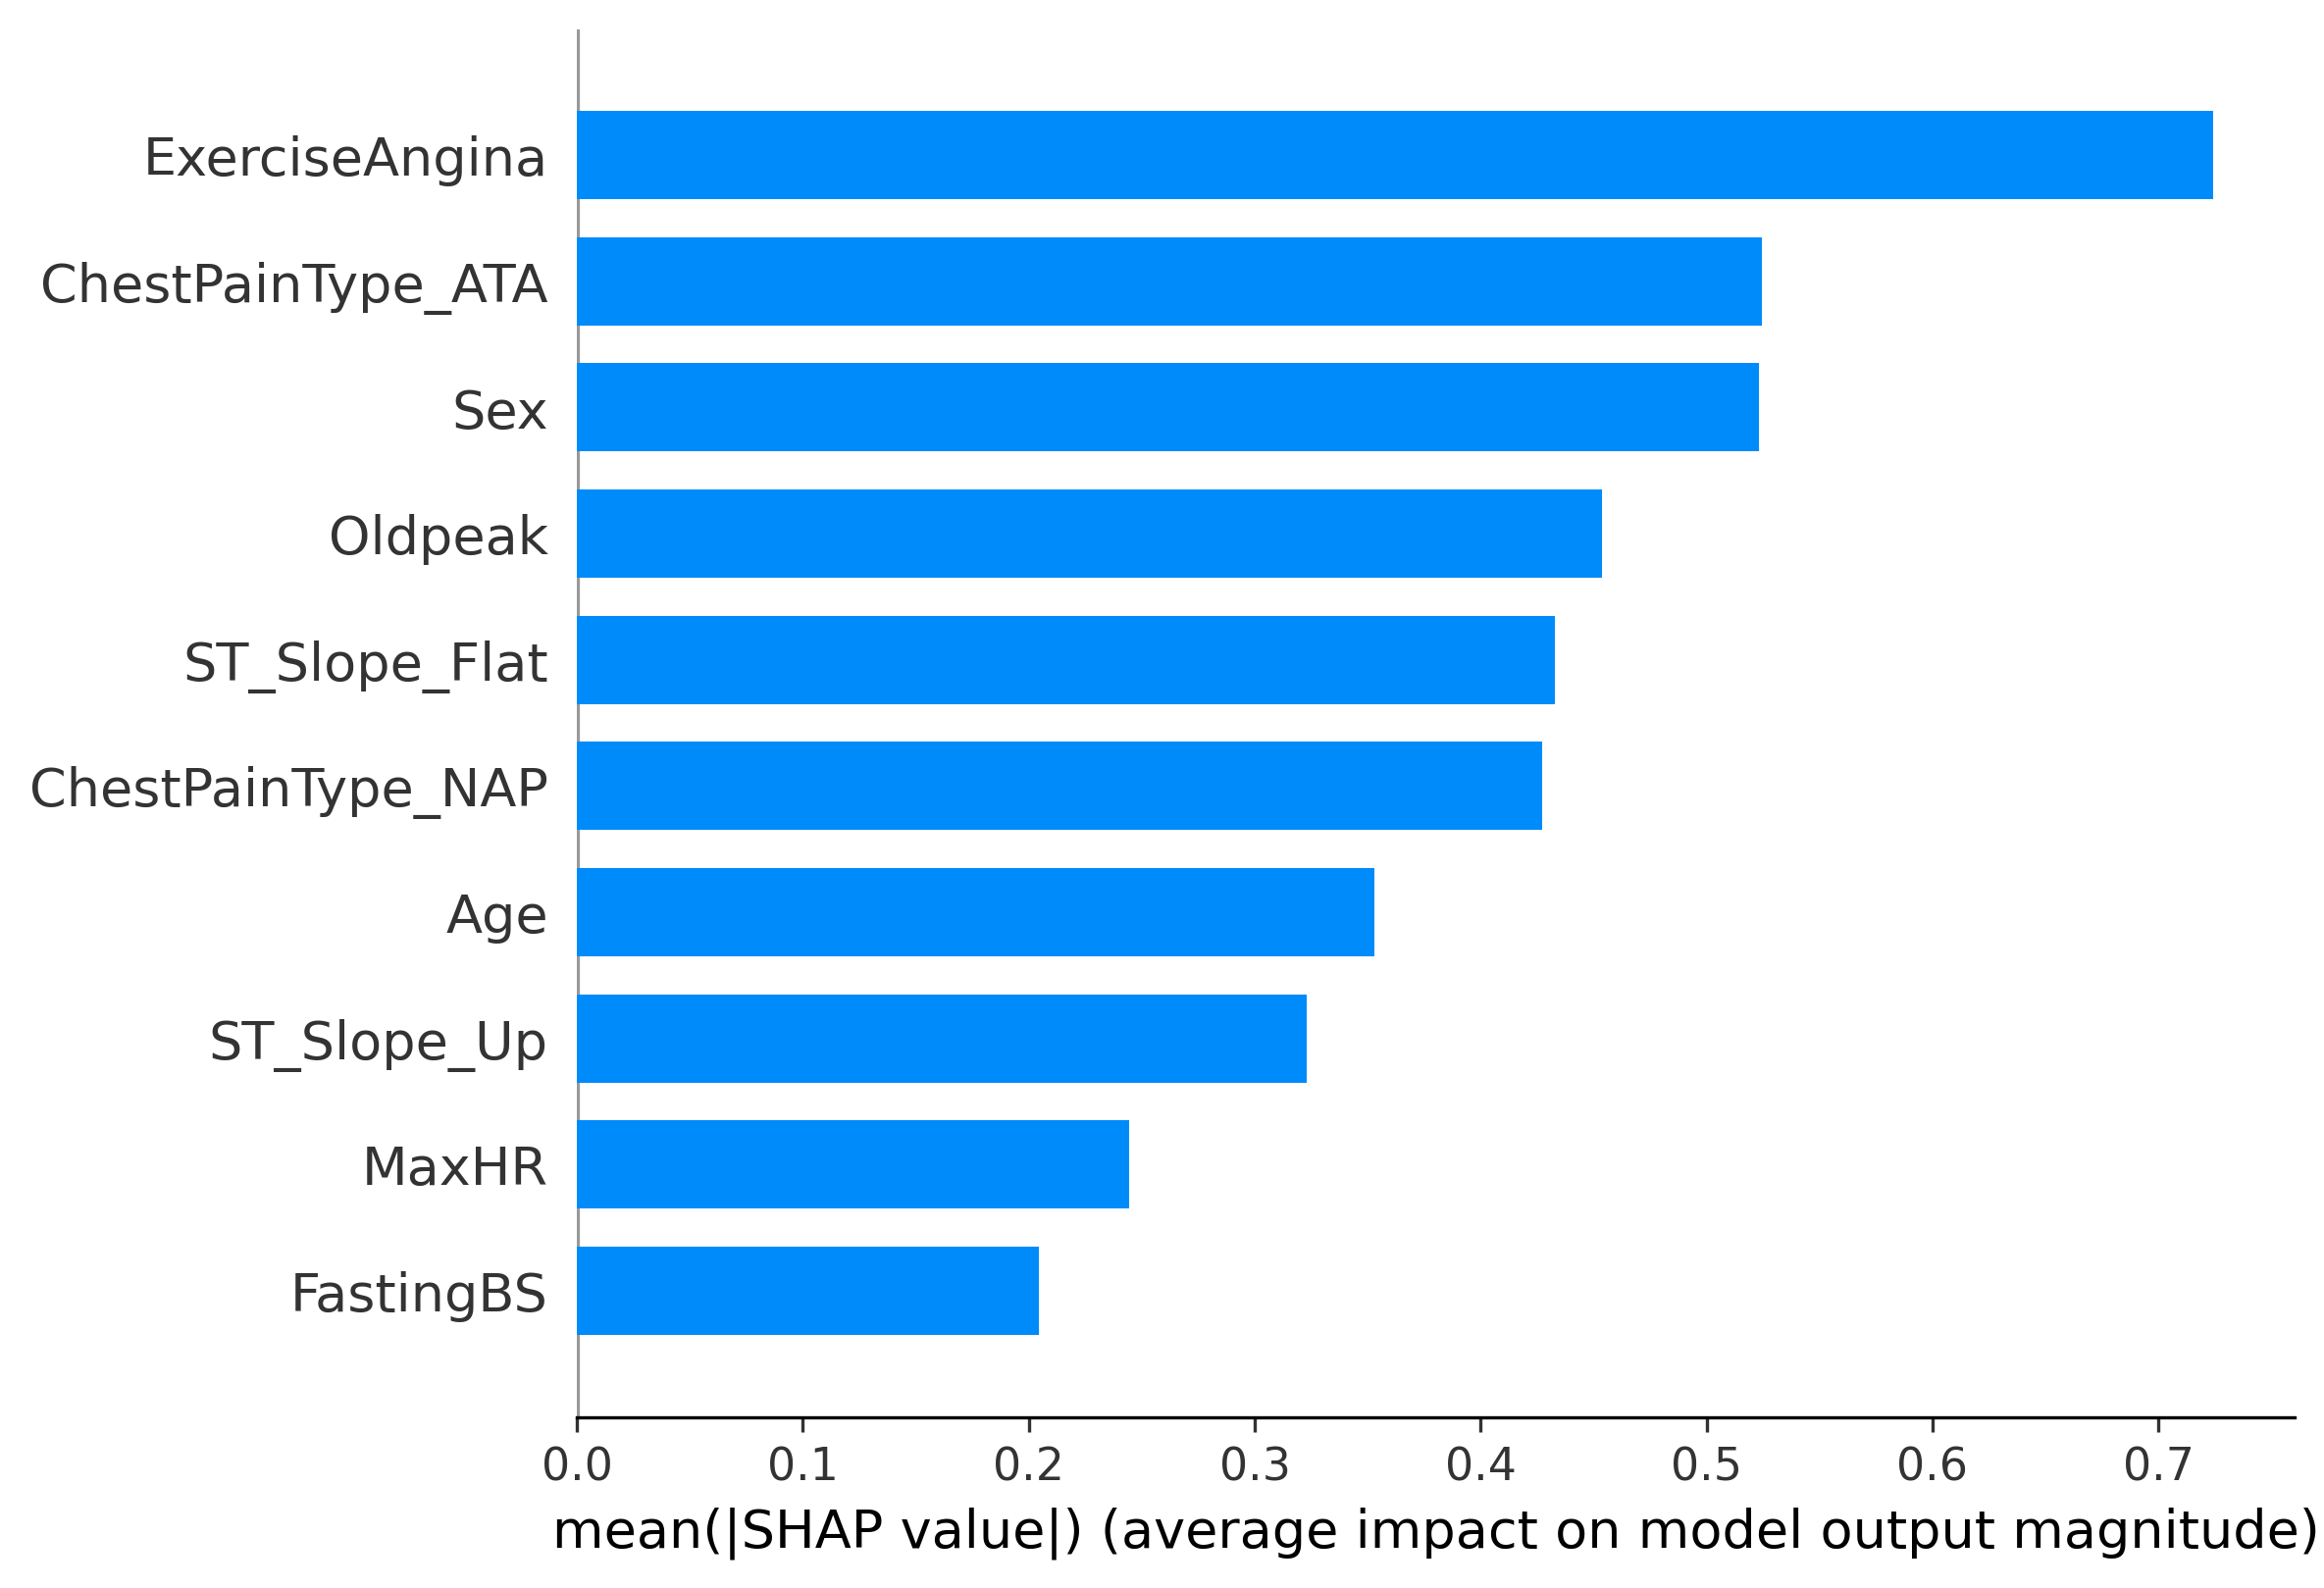 ExerciseAngina
ChestPainType_ATA
Sex
Oldpeak
ST_Slope_Flat
ChestPainType_NAP
Age
ST_Slope_Up
MaxHR
FastingBS
0.0 0.1 0.2 0.3 0.4 0.5 0.6 0.7
mean(|SHAP value|) (average impact on model output magnitude)